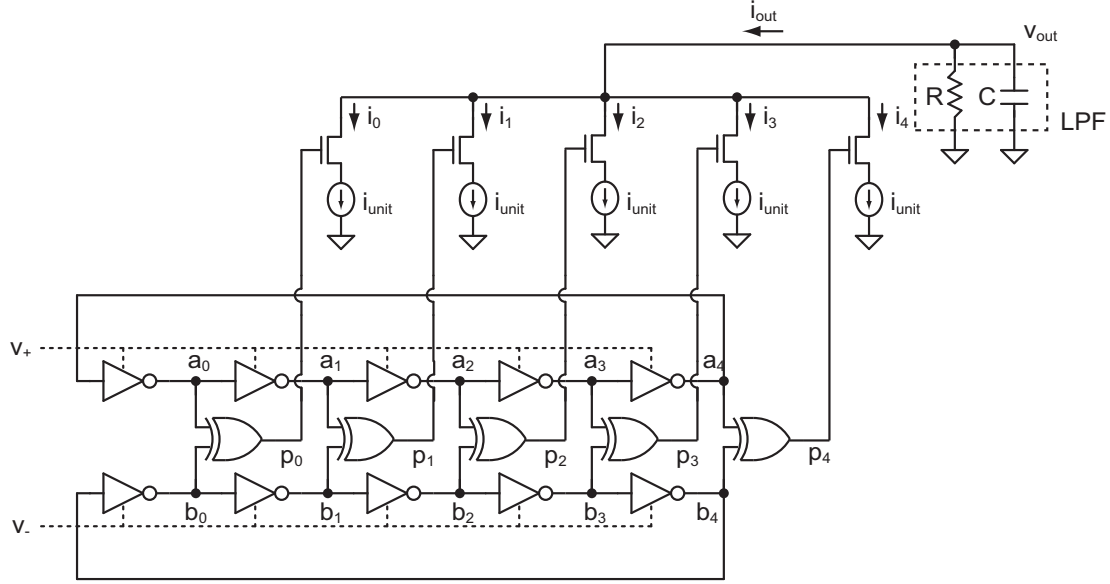 iout
vout
R C
LPF
i0 i1 i2 i3 i4
iunit iunit iunit iunit iunit
v+
a0 a1 a2 a3 a4
p0 p1 p2 p3 p4
b0 b1 b2 b3 b4
v-